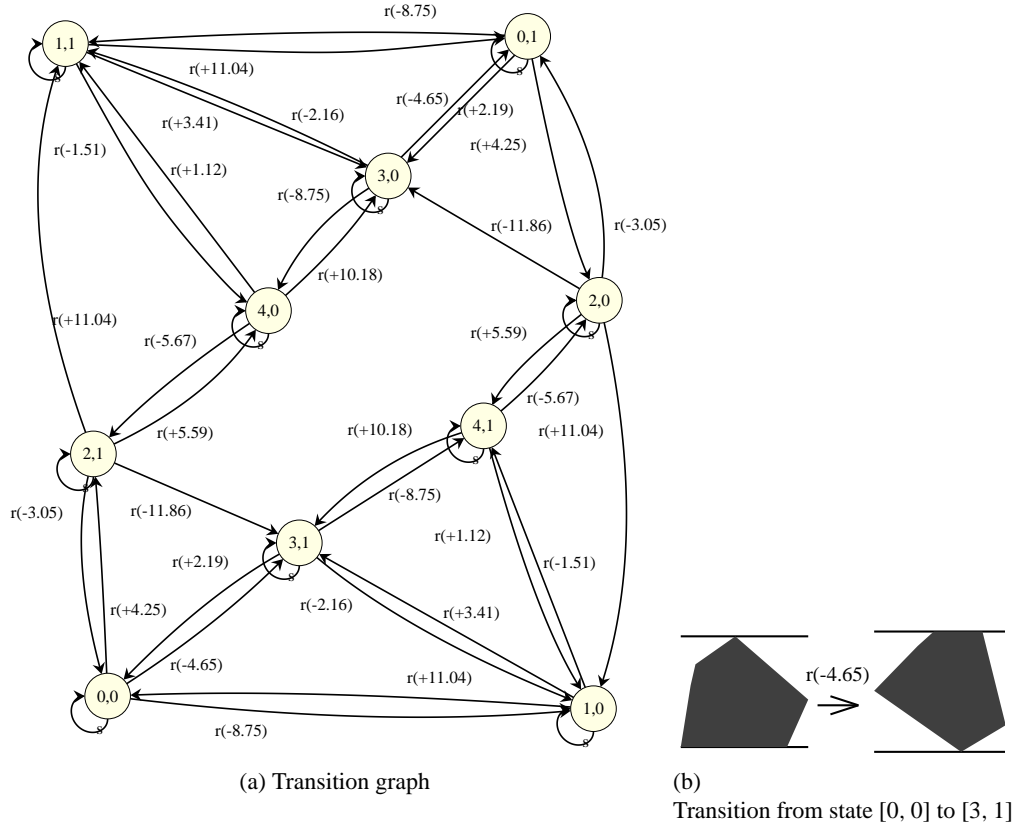 r(-8.75)
1,1
0,1
s
s
r(+11.04)
r(-4.65)
r(+2.19)
r(-2.16)
r(+3.41)
r(+4.25)
r(-1.51)
r(+1.12)
3,0
r(-8.75)
s
r(-11.86)
r(-3.05)
r(+10.18)
2,0
4,0
r(+11.04)
r(-5.67)
s
r(+5.59)
s
r(-5.67)
4,1
r(+10.18)
r(+11.04)
r(+5.59)
2,1
s
s
r(-8.75)
r(-3.05)
r(-11.86)
3,1
r(+1.12)
r(+2.19)
r(-1.51)
s
r(-2.16)
r(+3.41)
r(+4.25)
r(-4.65)
r(+11.04)
r(-4.65)
0,0
1,0
s
r(-8.75)
s
(a) Transition graph
(b)
Transition from state [0, 0] to [3, 1]